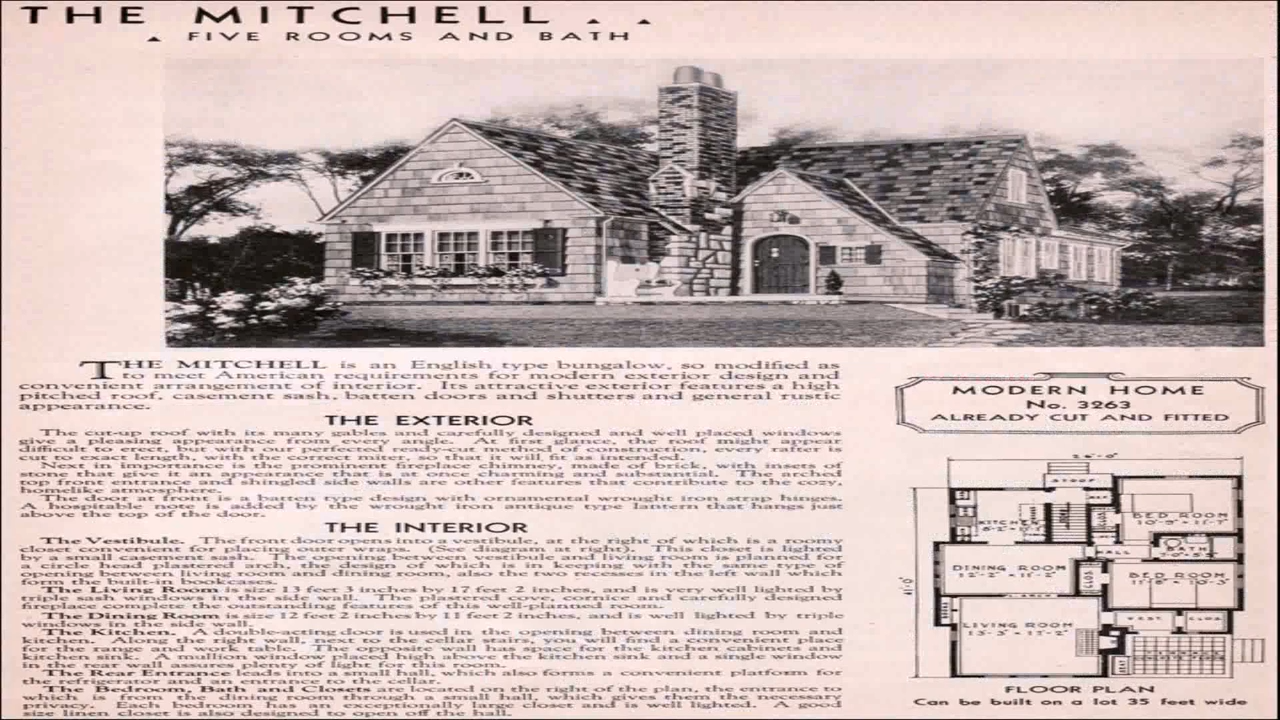 THE MITCHELL
FIVE ROOMS AND BATH
THE MITCHELL is an English type bungalow, so modified as
to meet American requirements for modern exterior design and
convenient arrangement of interior. Its attractive exterior features a high
pitched roof, casement sash, batten doors and shutters and general rustic
appearance.
THE EXTERIOR
The cut-up roof with its many gables and carefully designed and well placed windows
give a pleasing appearance from every angle. At first glance, the roof might appear
difficult to erect, but with our perfected ready-cut method of construction, every rafter is
cut to exact length, with the correct miter, so that it will fit as intended.
Next in importance is the prominent fireplace chimney, made of brick, with insets of
stone that give it an appearance that is at once charming and substantial. The arched
top front entrance and shingled side walls are other features that contribute to the cozy,
homelike atmosphere.
The door at front is a batten type design with ornamental wrought iron strap hinges.
A hospitable note is added by the wrought iron antique type lantern that hangs just
above the top of the door.
THE INTERIOR
The Vestibule. The front door opens into a vestibule, at the right of which is a roomy
closet convenient for placing outer wraps. (See diagram at right). This closet is lighted
by a small casement sash. The opening between vestibule and living room is planned for
a circle head plastered arch, the design of which is in keeping with the same type of
opening between living room and dining room, also the two recesses in the left wall which
form the built-in bookcases.
The Living Room is size 13 feet 3 inches by 17 feet 2 inches, and is very well lighted by
triple sash windows in the side wall. The plastered cove, cornice and carefully designed
fireplace complete the outstanding features of this well-planned room.
The Dining Room is size 12 feet 2 inches by 11 feet 2 inches, and is well lighted by triple
windows in the side wall.
The Kitchen. A double-acting door is used in the opening between dining room and
kitchen. Along the right wall, next to the cellar stairs, you will find a convenient place
for the range and work table. The opposite wall has space for the kitchen cabinets and
kitchen sink. A mullion window placed high above the kitchen sink and a single window
in the rear wall assures plenty of light for this room.
The Rear Entrance leads into a small hall, which also forms a convenient platform for
the refrigerator and an entrance to the cellar.
The Bedroom, Bath and Closets are located on the right of the plan, the entrance to
which is from the dining room through a small hall, which gives them the necessary
privacy. Each bedroom has an exceptionally large closet and is well lighted. A good
size linen closet is also designed to open off the hall.
MODERN HOME
No. 3263
ALREADY CUT AND FITTED
STOOP
KITCHEN
BED ROOM
BATH
HALL
DINING ROOM
12'-2" × 11'-2"
BED ROOM
LIVING ROOM
VEST
CLOS
TERRACE
FLOOR PLAN
Can be built on a lot 35 feet wide